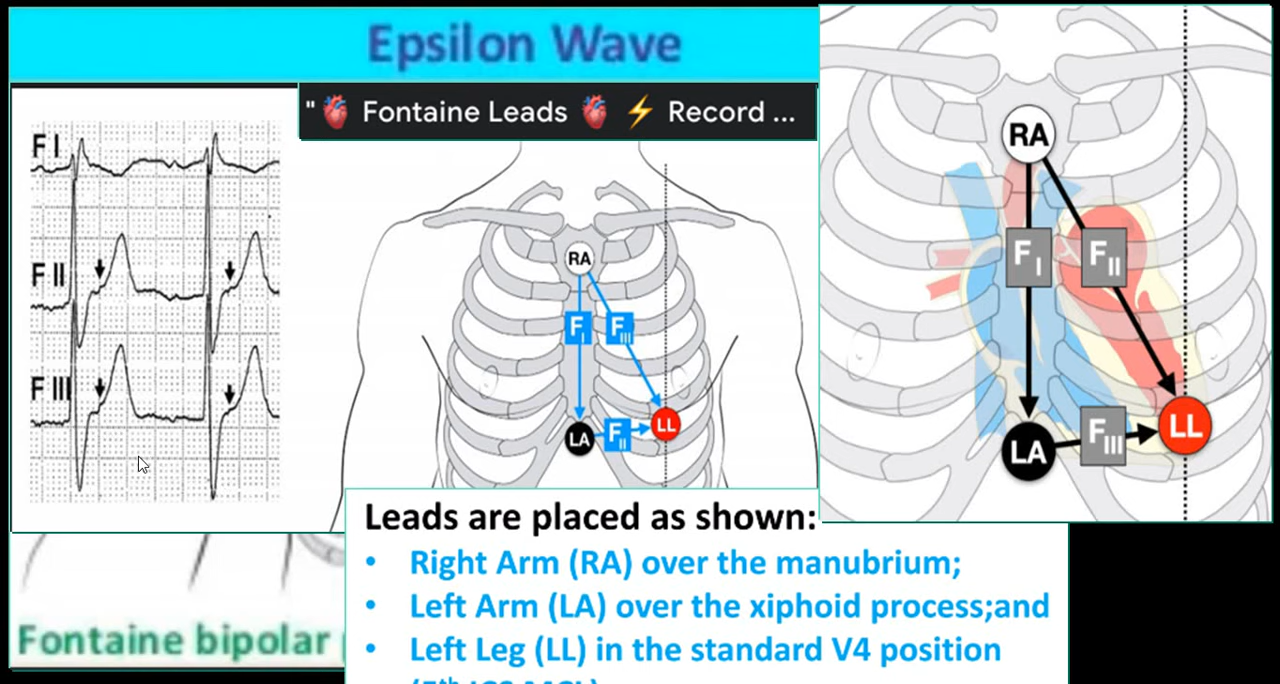 Epsilon Wave
" 🫀 Fontaine Leads 🫀 ⚡ Record ...
F I
F II
F III
RA
F I
F III
LA
F II
LL
RA
F I
F II
LA
F III
LL
Leads are placed as shown:
• Right Arm (RA) over the manubrium;
• Left Arm (LA) over the xiphoid process;and
• Left Leg (LL) in the standard V4 position
Fontaine bipolar